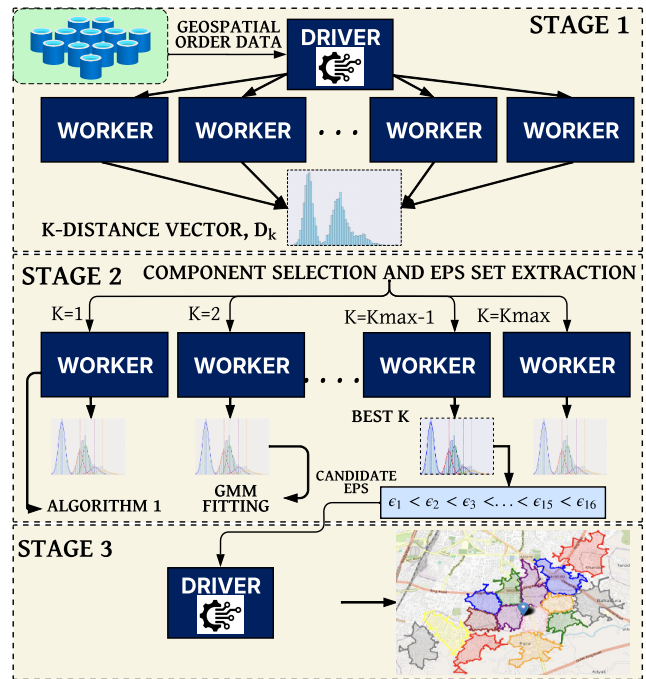 STAGE 1
GEOSPATIAL
ORDER DATA
DRIVER
WORKER
WORKER
. . .
WORKER
WORKER
K-DISTANCE VECTOR, Dₖ
STAGE 2
COMPONENT SELECTION AND EPS SET EXTRACTION
K=1
K=2
K=Kmax-1
K=Kmax
WORKER
WORKER
. . . .
WORKER
WORKER
BEST K
ALGORITHM 1
GMM
FITTING
CANDIDATE
EPS
ϵ₁ < ϵ₂ < ϵ₃ <. . . < ϵ₁₅ < ϵ₁₆
STAGE 3
DRIVER